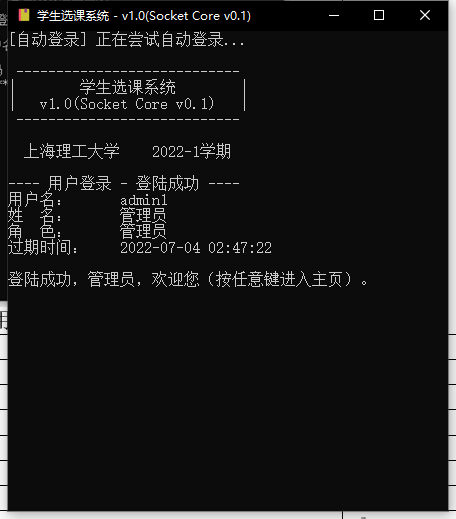 学生选课系统 - v1.0(Socket Core v0.1)
[自动登录] 正在尝试自动登录...
----------------------------
学生选课系统
v1.0(Socket Core v0.1)
----------------------------
上海理工大学 2022-1学期
---- 用户登录 - 登陆成功 ----
用户名: admin1
姓 名: 管理员
角 色: 管理员
过期时间: 2022-07-04 02:47:22
登陆成功，管理员，欢迎您（按任意键进入主页）。